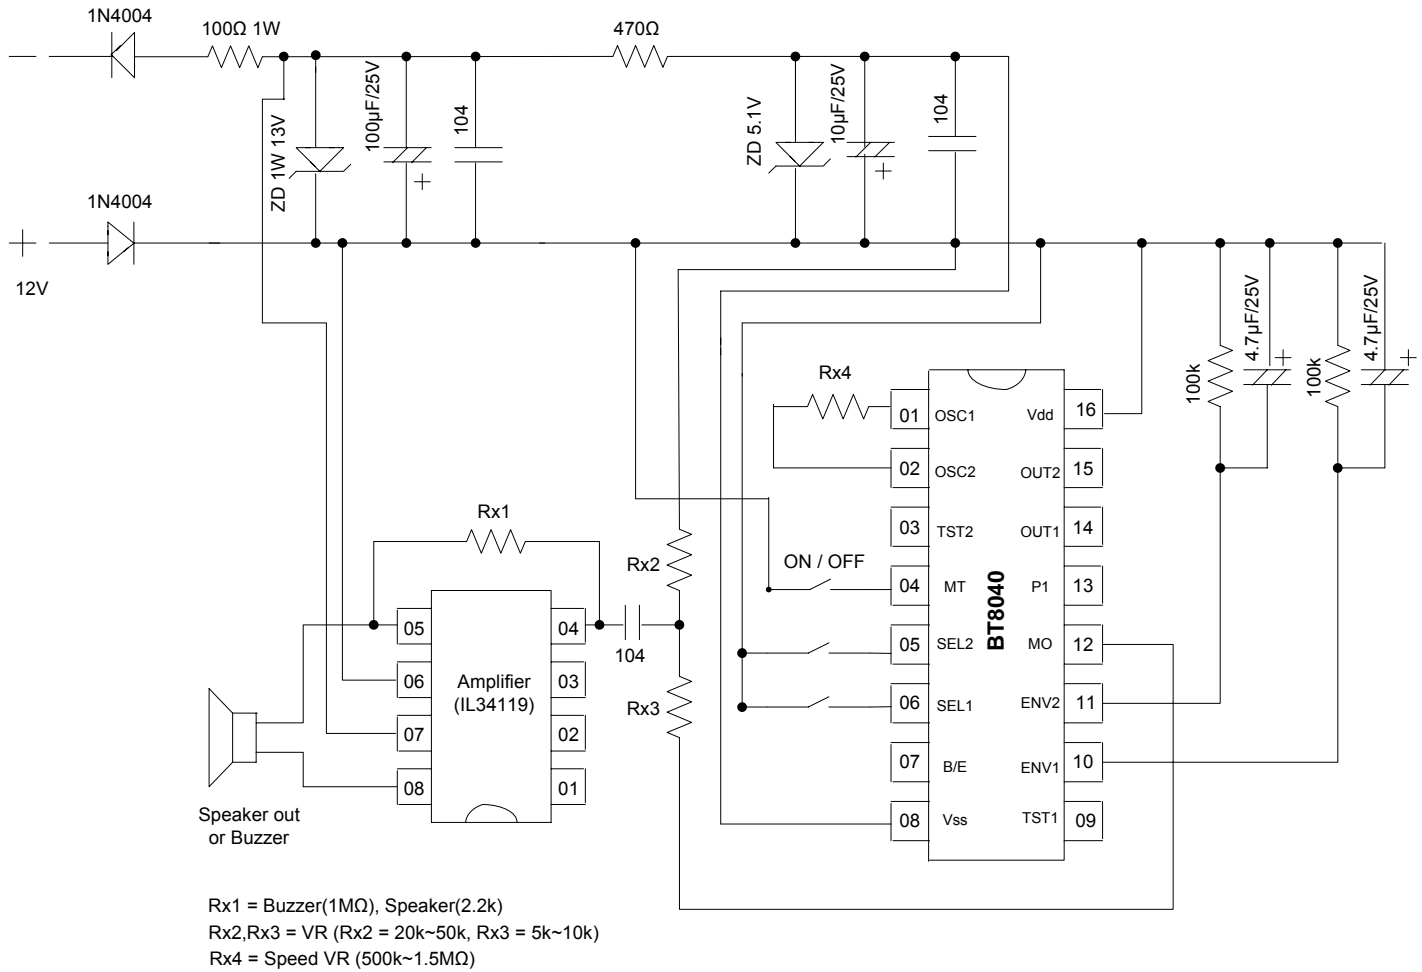 1N4004
100Ω 1W
470Ω
ZD 1W 13V
100µF/25V
104
ZD 5.1V
10µF/25V
104
1N4004
12V
100k
4.7µF/25V
100k
4.7µF/25V
Rx4
01 OSC1 Vdd 16
02 OSC2 OUT2 15
03 TST2 OUT1 14
ON / OFF
04 MT P1 13
05 SEL2 MO 12
06 SEL1 ENV2 11
07 B/E ENV1 10
08 Vss TST1 09
BT8040
Rx1
Rx2
104
Rx3
05 04
06 03
07 02
08 01
Amplifier
(IL34119)
Speaker out
or Buzzer
Rx1 = Buzzer(1MΩ), Speaker(2.2k)
Rx2,Rx3 = VR (Rx2 = 20k~50k, Rx3 = 5k~10k)
Rx4 = Speed VR (500k~1.5MΩ)